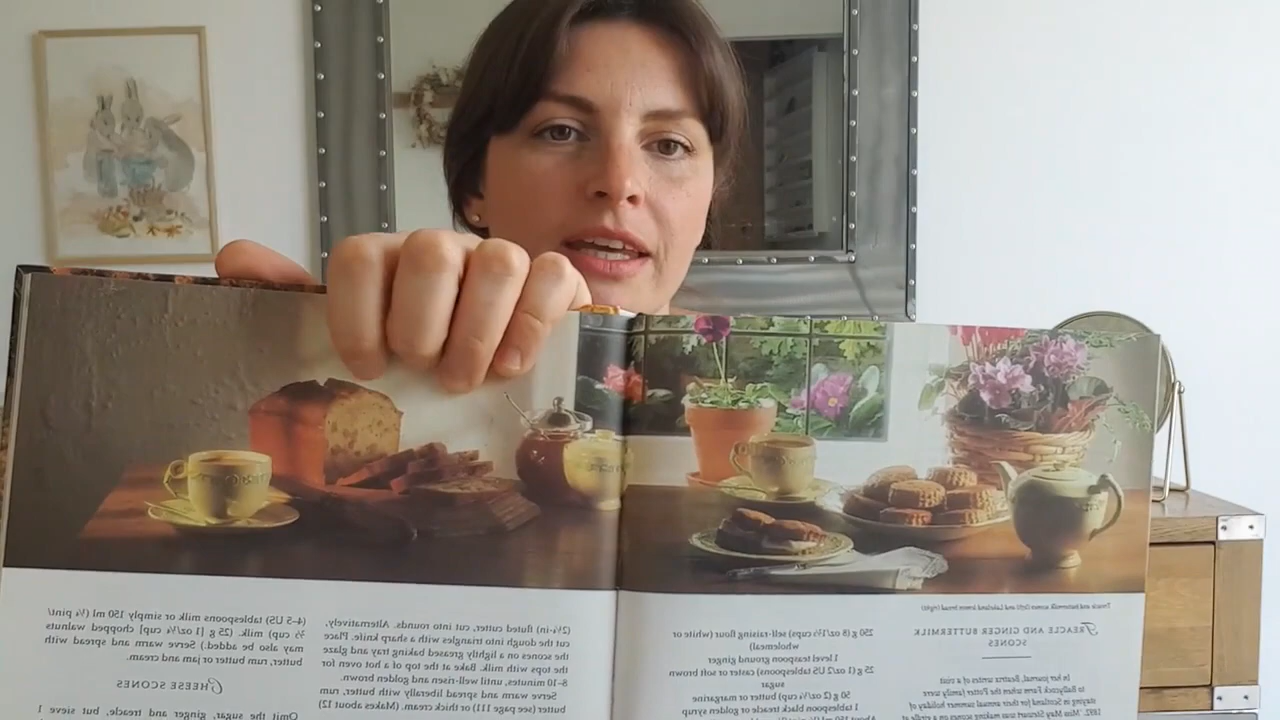 Treacle and buttermilk scones (left) and Lakeland lemon bread (right)
TREACLE AND GINGER BUTTERMILK
SCONES
In her journal, Beatrix writes of a visit
to Ballycock Farm when the Potter family were
staying in Scotland for their annual summer holiday of
1892. 'Miss Mary Stewart was making scones on a girdle at
250 g (8 oz/1¾ cups) self-raising flour (white or
wholemeal)
1 level teaspoon ground ginger
25 g (1 oz/2 US tablespoons) caster or soft brown
sugar
50 g (2 oz/¼ cup) butter or margarine
1 tablespoon black treacle or golden syrup
About 150 ml (¼
(2½-in) fluted cutter, cut into rounds. Alternatively,
cut the dough into triangles with a sharp knife. Place
the scones on a lightly greased baking tray and glaze
the tops with milk. Bake at the top of a hot oven for
8–10 minutes, until well-risen and golden brown.
Serve warm and spread liberally with butter, rum
butter (see page 111) or thick cream. (Makes about 12)
(4–5 US) tablespoons milk or simply 150 ml (¼ pint/
⅔ cup) milk. (25 g [1 oz/¼ cup] chopped walnuts
may also be added.) Serve warm and spread with
butter, rum butter or jam and cream.
CHEESE SCONES
Omit the sugar, ginger and treacle, but sieve 1